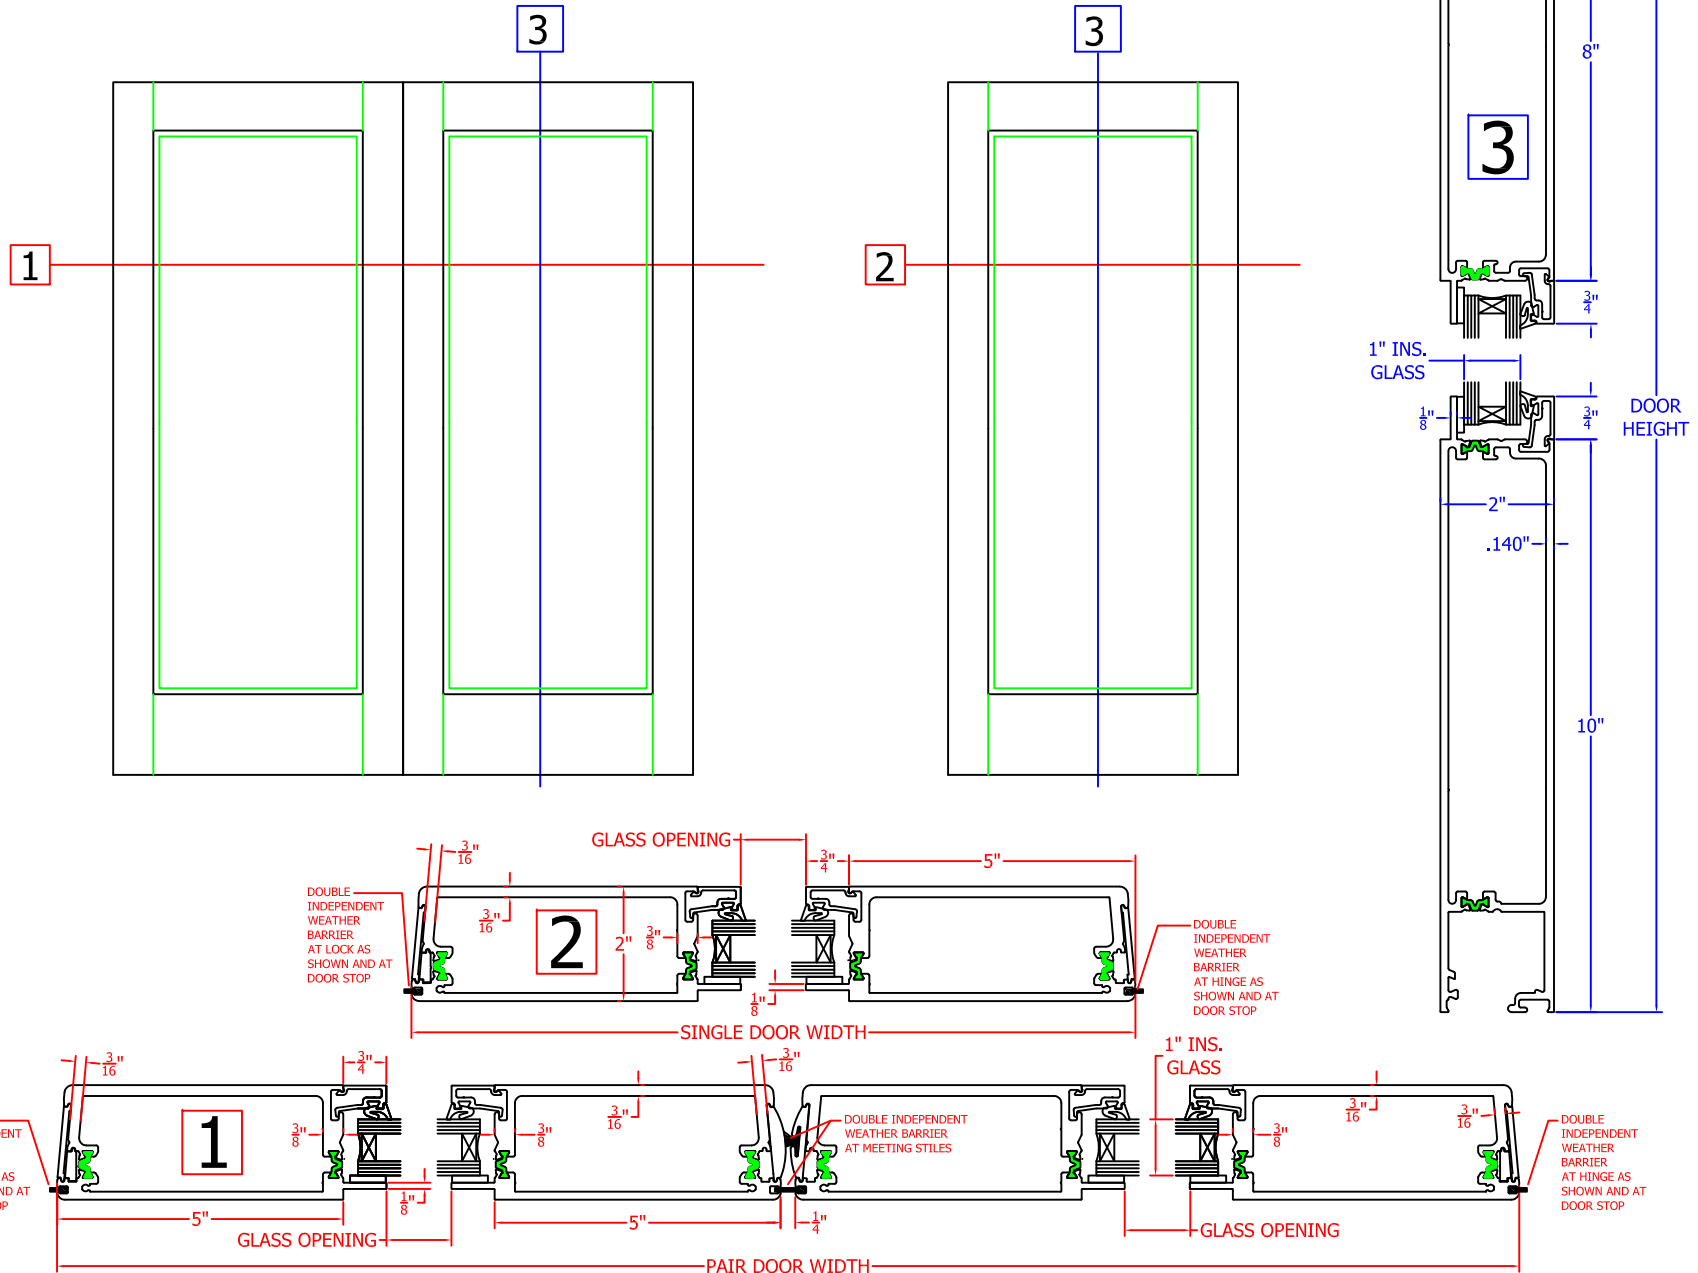 3
3
1
2
8"
3
3/4"
1" INS.
GLASS
1/8"
3/4"
DOOR
HEIGHT
2"
.140"
10"
GLASS OPENING
3/16"
3/4"
5"
DOUBLE
INDEPENDENT
WEATHER
BARRIER
AT LOCK AS
SHOWN AND AT
DOOR STOP
3/16"
2
2"
3/8"
1/8"
DOUBLE
INDEPENDENT
WEATHER
BARRIER
AT HINGE AS
SHOWN AND AT
DOOR STOP
SINGLE DOOR WIDTH
3/16"
3/4"
3/16"
1" INS.
GLASS
1
3/8"
3/8"
3/16"
DOUBLE INDEPENDENT
WEATHER BARRIER
AT MEETING STILES
3/16"
3/16"
3/8"
DOUBLE
INDEPENDENT
WEATHER
BARRIER
AT HINGE AS
SHOWN AND AT
DOOR STOP
ENT
AS
ND AT
OP
1/8"
5"
5"
1/4"
GLASS OPENING
GLASS OPENING
PAIR DOOR WIDTH